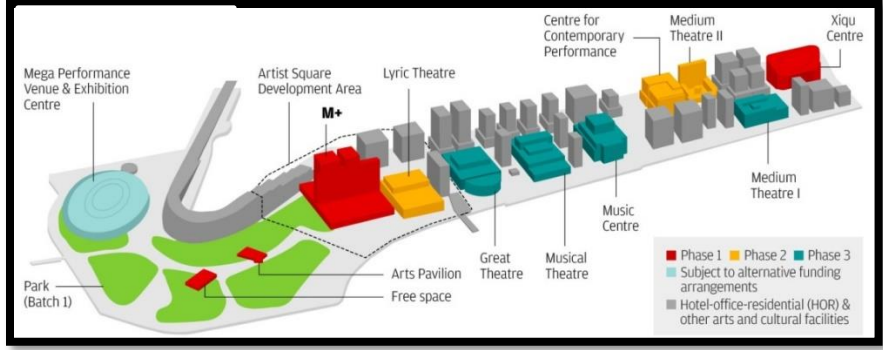 Mega Performance
Venue & Exhibition
Centre
Artist Square
Development Area
M+
Lyric Theatre
Centre for
Contemporary
Performance
Medium
Theatre II
Xiqu
Centre
Park
(Batch 1)
Arts Pavilion
Free space
Great
Theatre
Musical
Theatre
Music
Centre
Medium
Theatre I
Phase 1 Phase 2 Phase 3
Subject to alternative funding
arrangements
Hotel-office-residential (HOR) &
other arts and cultural facilities